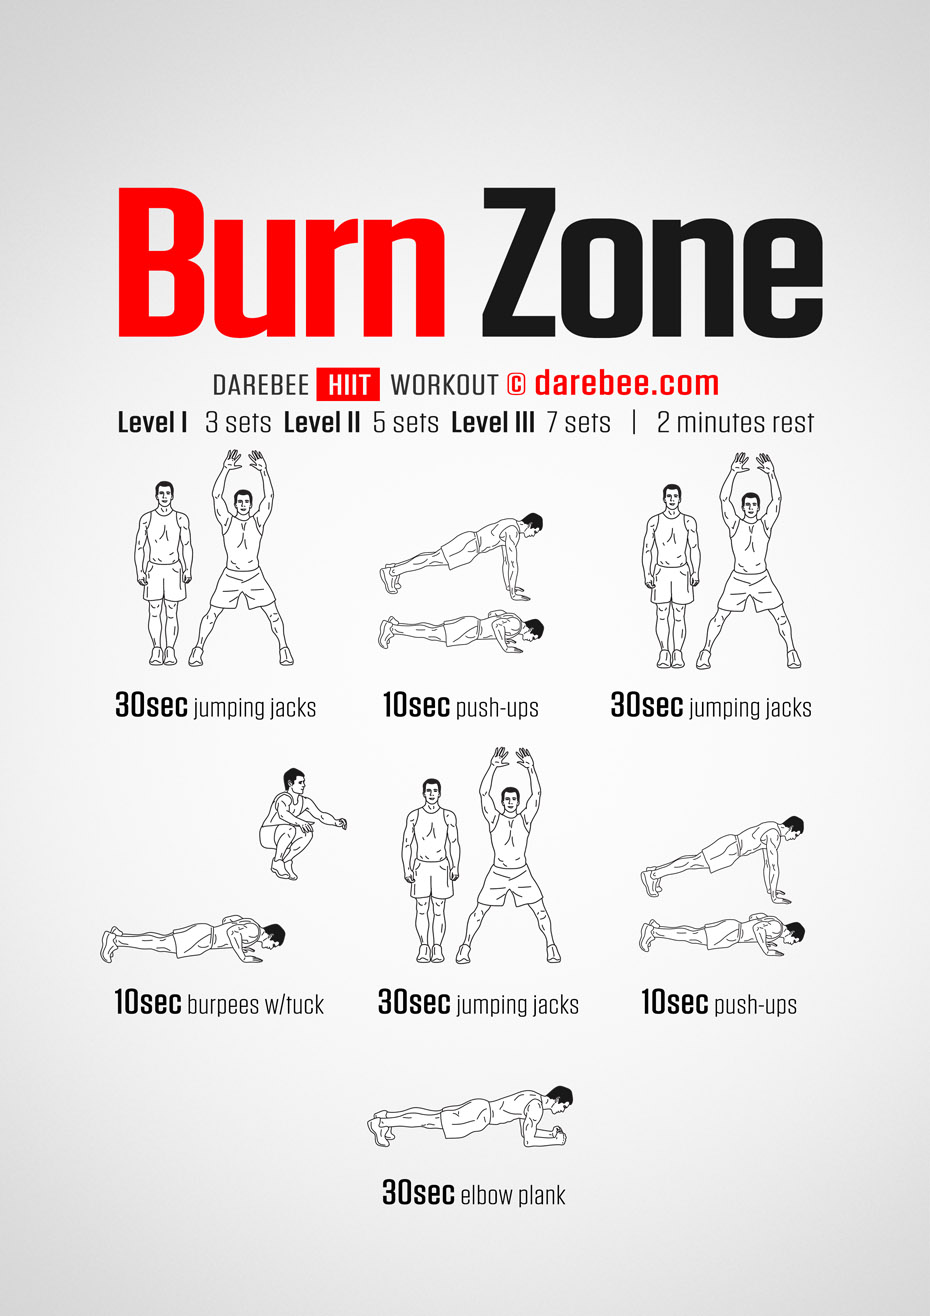 Burn Zone
DAREBEE HIIT WORKOUT © darebee.com
Level I 3 sets Level II 5 sets Level III 7 sets | 2 minutes rest
30sec jumping jacks
10sec push-ups
30sec jumping jacks
10sec burpees w/tuck
30sec jumping jacks
10sec push-ups
30sec elbow plank